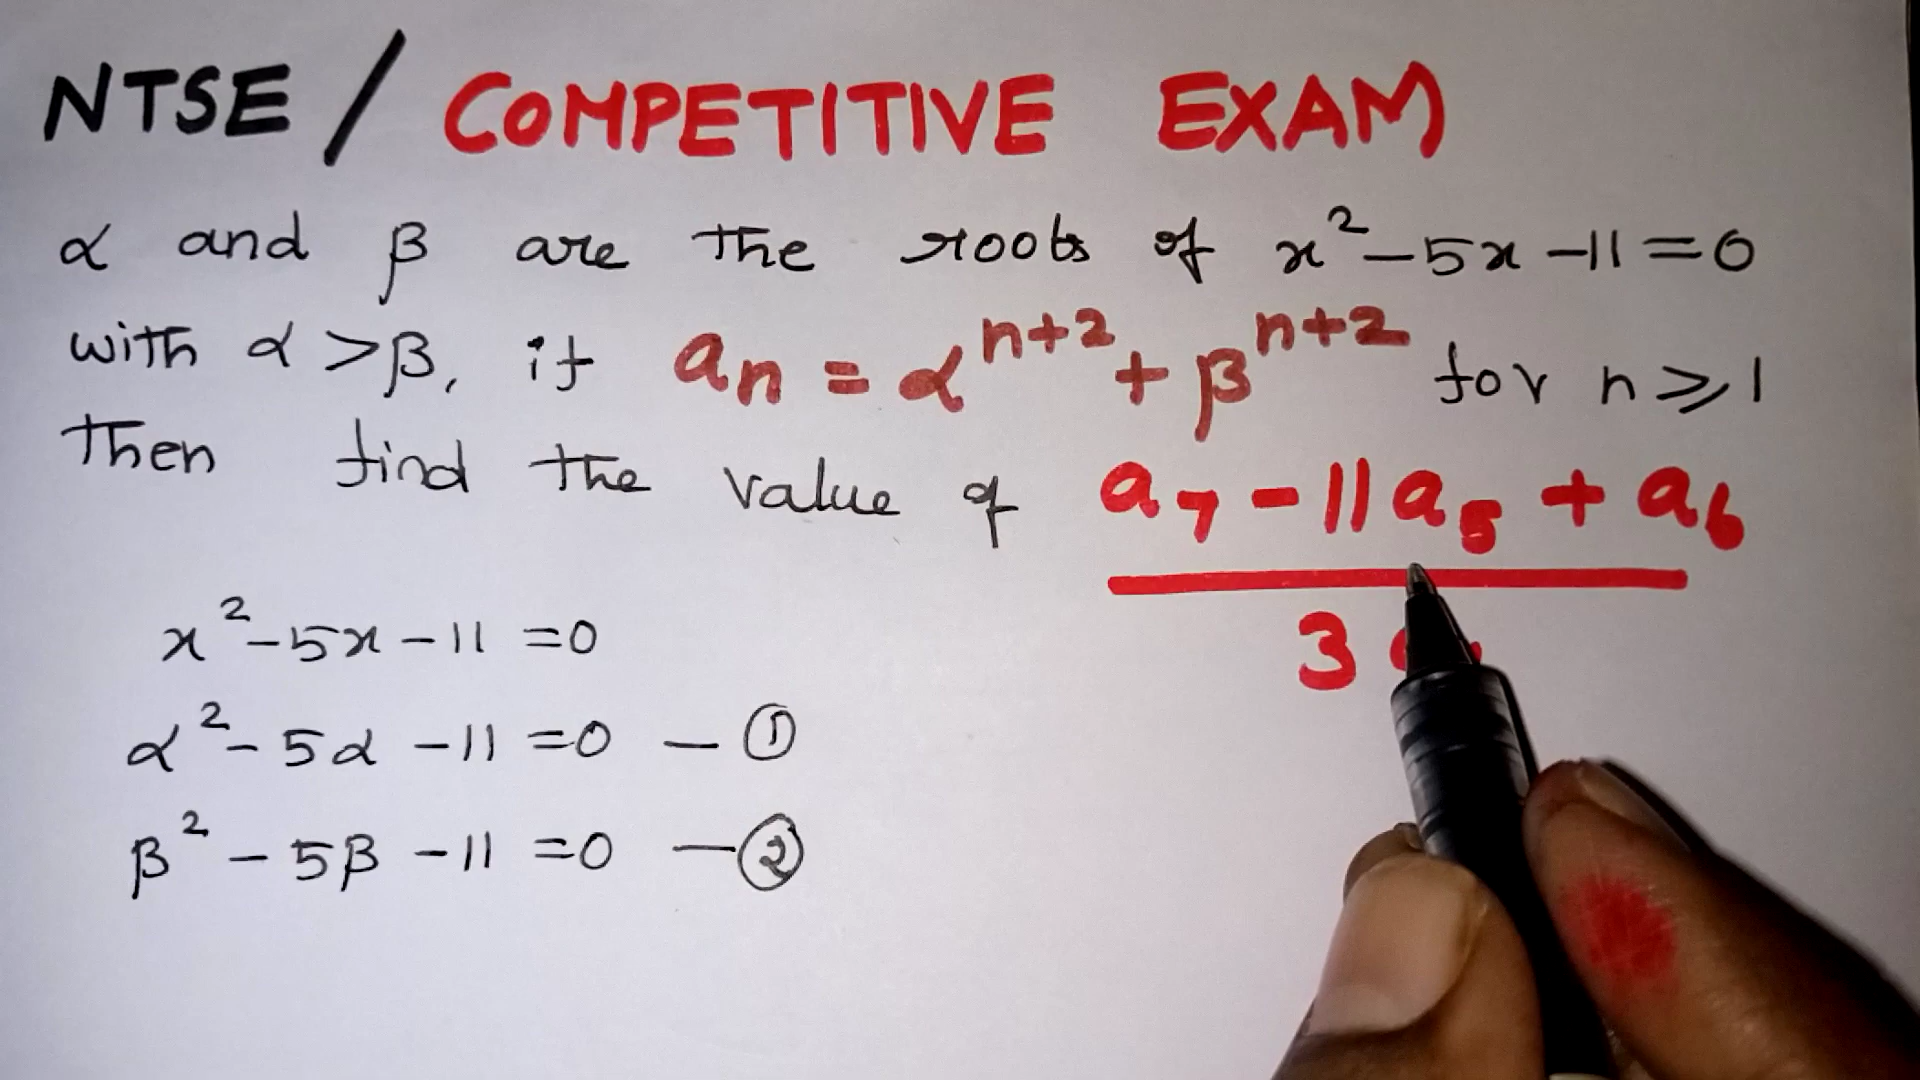 NTSE / COMPETITIVE EXAM
α and β are the roots of x²-5x-11=0
with α>β, if aₙ = αⁿ⁺² + βⁿ⁺² for n⩾1
Then find the value of a₇-11a₅+a₆
3
x²-5x-11=0
α²-5α-11=0 — ①
β²-5β-11=0 — ②